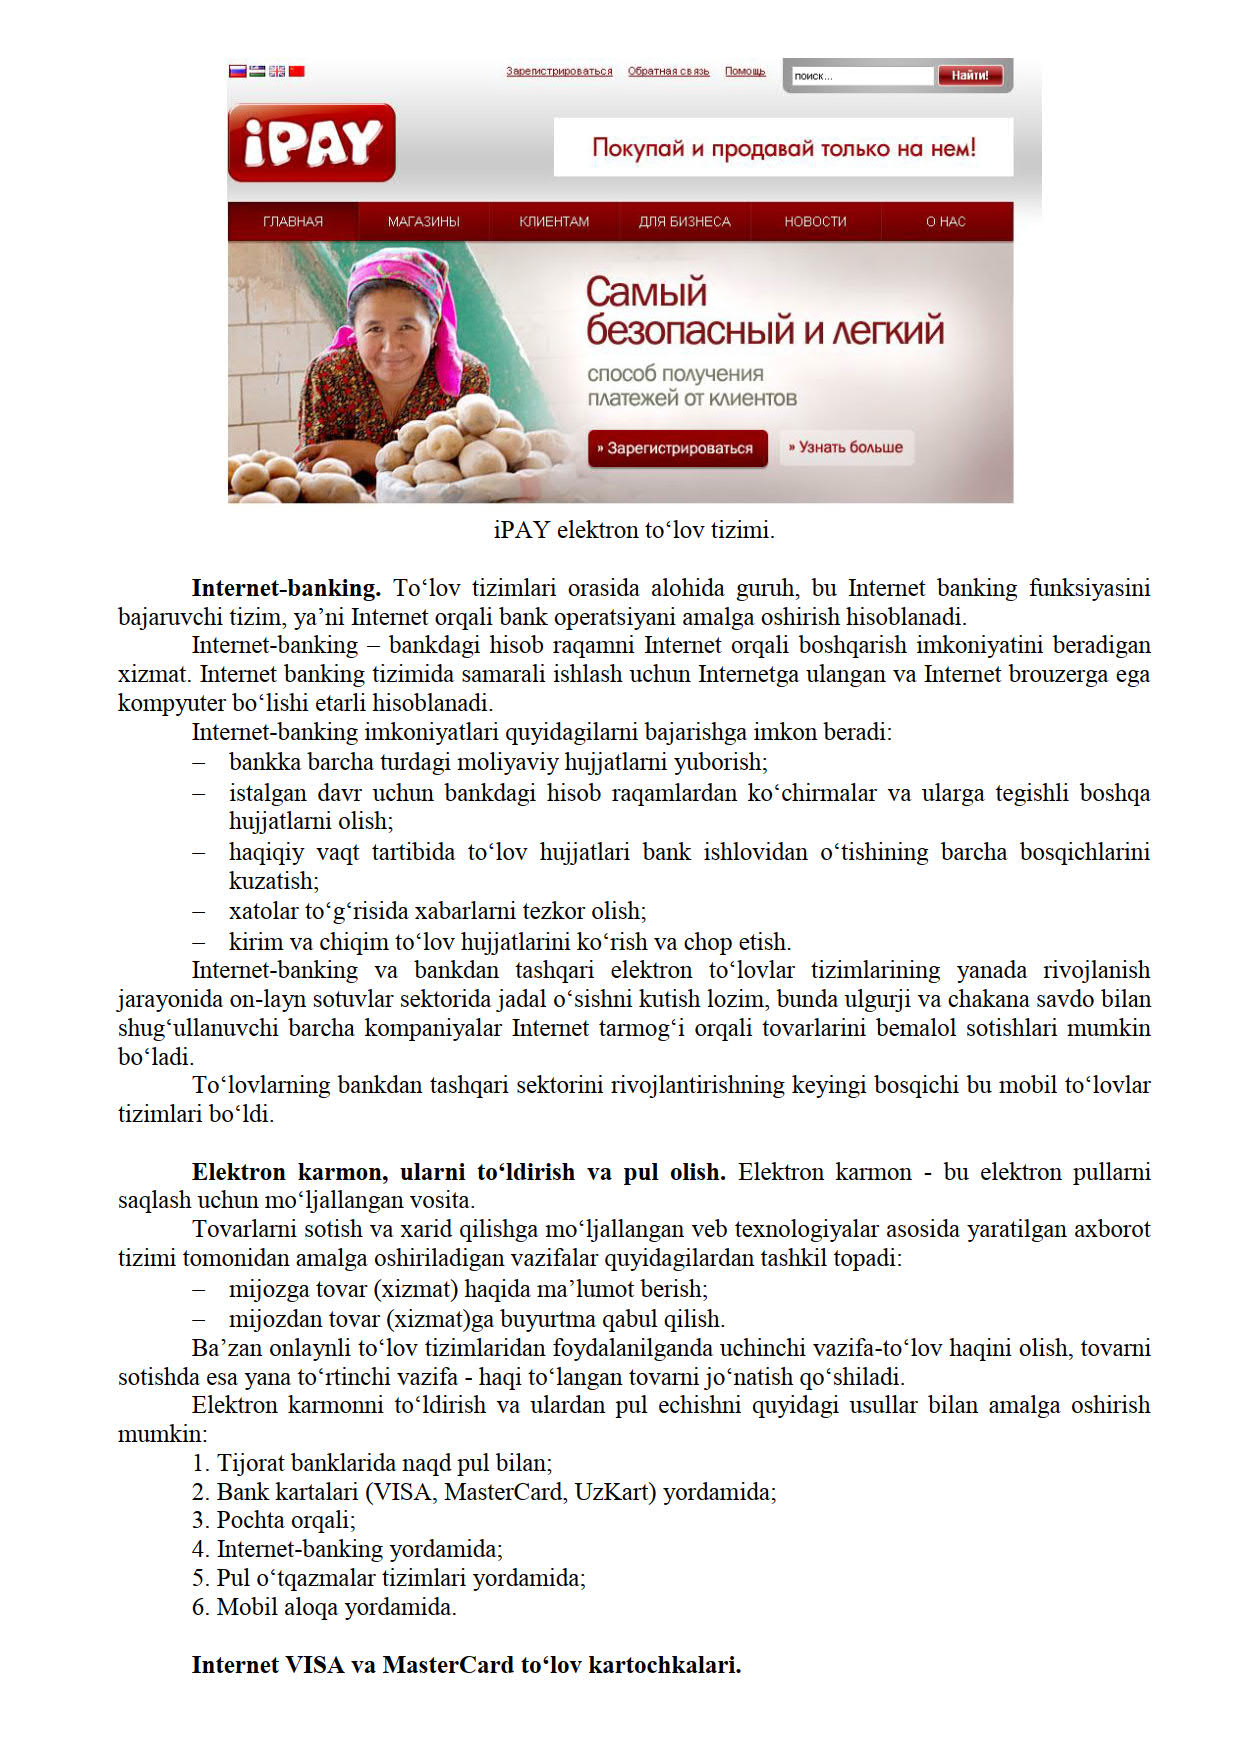 Зарегистрироваться Обратная связь Помощь поиск... Найти!
iPAY
Покупай и продавай только на нем!
ГЛАВНАЯ МАГАЗИНЫ КЛИЕНТАМ ДЛЯ БИЗНЕСА НОВОСТИ О НАС
Самый
безопасный и легкий
способ получения
платежей от клиентов
» Зарегистрироваться » Узнать больше
iPAY elektron to‘lov tizimi.
Internet-banking. To‘lov tizimlari orasida alohida guruh, bu Internet banking funksiyasini
bajaruvchi tizim, ya’ni Internet orqali bank operatsiyani amalga oshirish hisoblanadi.
Internet-banking – bankdagi hisob raqamni Internet orqali boshqarish imkoniyatini beradigan
xizmat. Internet banking tizimida samarali ishlash uchun Internetga ulangan va Internet brouzerga ega
kompyuter bo‘lishi etarli hisoblanadi.
Internet-banking imkoniyatlari quyidagilarni bajarishga imkon beradi:
– bankka barcha turdagi moliyaviy hujjatlarni yuborish;
– istalgan davr uchun bankdagi hisob raqamlardan ko‘chirmalar va ularga tegishli boshqa
hujjatlarni olish;
– haqiqiy vaqt tartibida to‘lov hujjatlari bank ishlovidan o‘tishining barcha bosqichlarini
kuzatish;
– xatolar to‘g‘risida xabarlarni tezkor olish;
– kirim va chiqim to‘lov hujjatlarini ko‘rish va chop etish.
Internet-banking va bankdan tashqari elektron to‘lovlar tizimlarining yanada rivojlanish
jarayonida on-layn sotuvlar sektorida jadal o‘sishni kutish lozim, bunda ulgurji va chakana savdo bilan
shug‘ullanuvchi barcha kompaniyalar Internet tarmog‘i orqali tovarlarini bemalol sotishlari mumkin
bo‘ladi.
To‘lovlarning bankdan tashqari sektorini rivojlantirishning keyingi bosqichi bu mobil to‘lovlar
tizimlari bo‘ldi.
Elektron karmon, ularni to‘ldirish va pul olish. Elektron karmon - bu elektron pullarni
saqlash uchun mo‘ljallangan vosita.
Tovarlarni sotish va xarid qilishga mo‘ljallangan veb texnologiyalar asosida yaratilgan axborot
tizimi tomonidan amalga oshiriladigan vazifalar quyidagilardan tashkil topadi:
– mijozga tovar (xizmat) haqida ma’lumot berish;
– mijozdan tovar (xizmat)ga buyurtma qabul qilish.
Ba’zan onlaynli to‘lov tizimlaridan foydalanilganda uchinchi vazifa-to‘lov haqini olish, tovarni
sotishda esa yana to‘rtinchi vazifa - haqi to‘langan tovarni jo‘natish qo‘shiladi.
Elektron karmonni to‘ldirish va ulardan pul echishni quyidagi usullar bilan amalga oshirish
mumkin:
1. Tijorat banklarida naqd pul bilan;
2. Bank kartalari (VISA, MasterCard, UzKart) yordamida;
3. Pochta orqali;
4. Internet-banking yordamida;
5. Pul o‘tqazmalar tizimlari yordamida;
6. Mobil aloqa yordamida.
Internet VISA va MasterCard to‘lov kartochkalari.